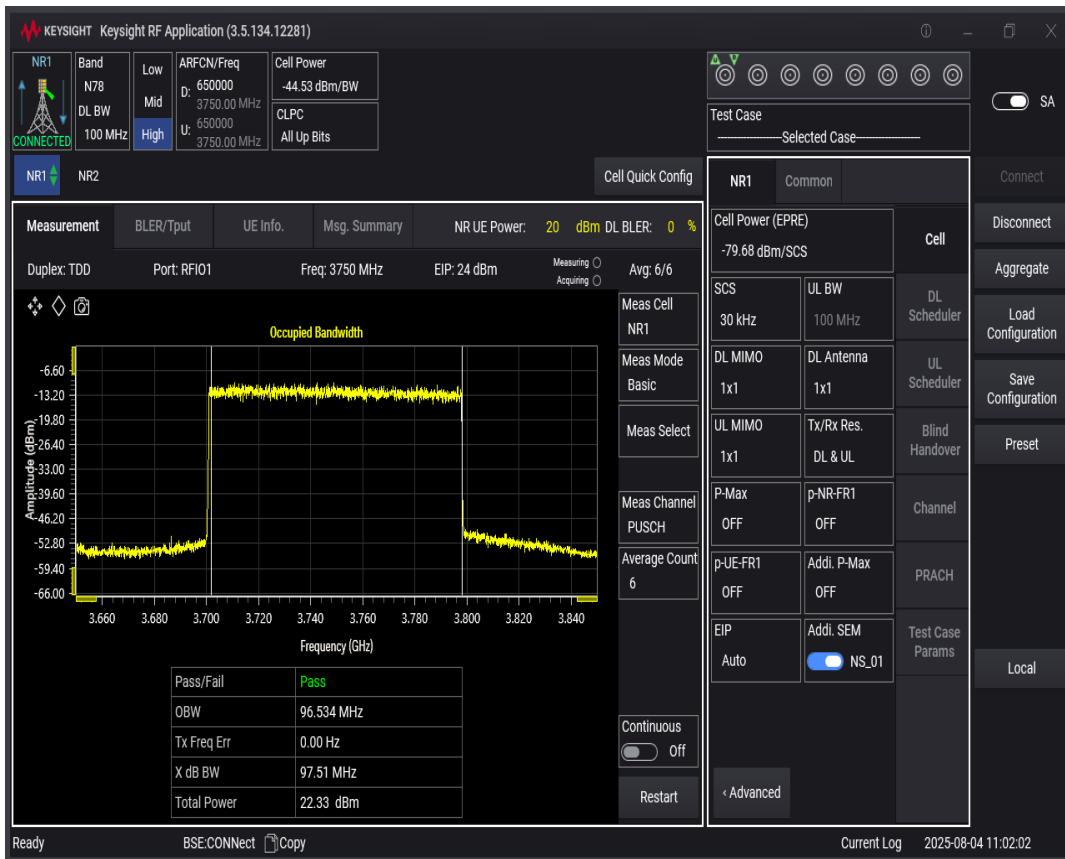 KEYSIGHT Keysight RF Application (3.5.134.12281)
NR1
CONNECTED
Band
N78
DL BW
100 MHz
Low
Mid
High
ARFCN/Freq
D: 650000
3750.00 MHz
U: 650000
3750.00 MHz
Cell Power
-44.53 dBm/BW
CLPC
All Up Bits
Test Case
----------Selected Case----------
SA
NR1
NR2
Cell Quick Config
Measurement
BLER/Tput
UE Info.
Msg. Summary
NR UE Power: 20 dBm DL BLER: 0 %
Duplex: TDD
Port: RFIO1
Freq: 3750 MHz
EIP: 24 dBm
Measuring
Acquiring
Avg: 6/6
Occupied Bandwidth
Amplitude (dBm)
-6.60
-13.20
-19.80
-26.40
-33.00
-39.60
-46.20
-52.80
-59.40
-66.00
3.660 3.680 3.700 3.720 3.740 3.760 3.780 3.800 3.820 3.840
Frequency (GHz)
Pass/Fail Pass
OBW 96.534 MHz
Tx Freq Err 0.00 Hz
X dB BW 97.51 MHz
Total Power 22.33 dBm
Meas Cell
NR1
Meas Mode
Basic
Meas Select
Meas Channel
PUSCH
Average Count
6
Continuous
Off
Restart
NR1
Common
Cell Power (EPRE)
-79.68 dBm/SCS
SCS
30 kHz
UL BW
100 MHz
DL MIMO
1x1
DL Antenna
1x1
UL MIMO
1x1
Tx/Rx Res.
DL & UL
P-Max
OFF
p-NR-FR1
OFF
p-UE-FR1
OFF
Addi. P-Max
OFF
EIP
Auto
Addi. SEM
NS_01
‹ Advanced
Cell
DL
Scheduler
UL
Scheduler
Blind
Handover
Channel
PRACH
Test Case
Params
Connect
Disconnect
Aggregate
Load
Configuration
Save
Configuration
Preset
Local
Ready
BSE:CONNect
Copy
Current Log
2025-08-04 11:02:02